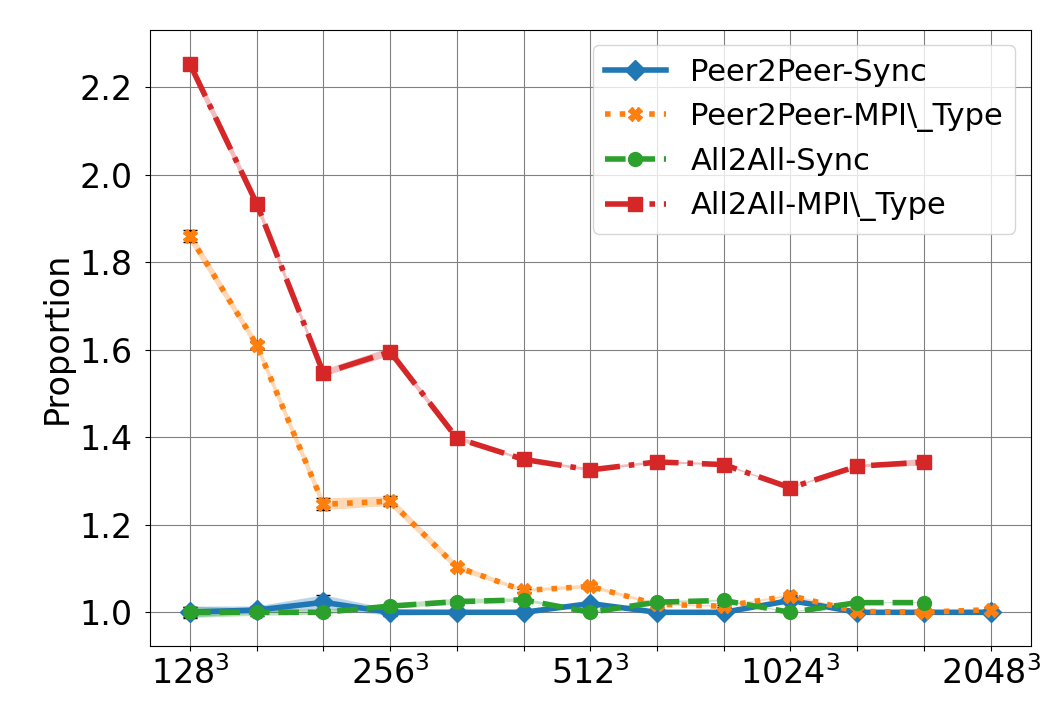 Peer2Peer-Sync
Peer2Peer-MPI\_Type
All2All-Sync
All2All-MPI\_Type
Proportion
2.2
2.0
1.8
1.6
1.4
1.2
1.0
128³ 256³ 512³ 1024³ 2048³